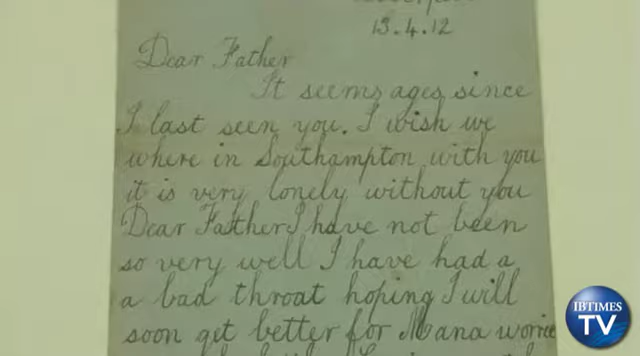 13.4.12
Dear Father
It seems ages since
I last seen you. I wish we
where in Southampton with you
it is very lonely without you
Dear Father I have not been
so very well I have had a
a bad throat hoping I will
soon get better for Mana
IBTIMES
TV